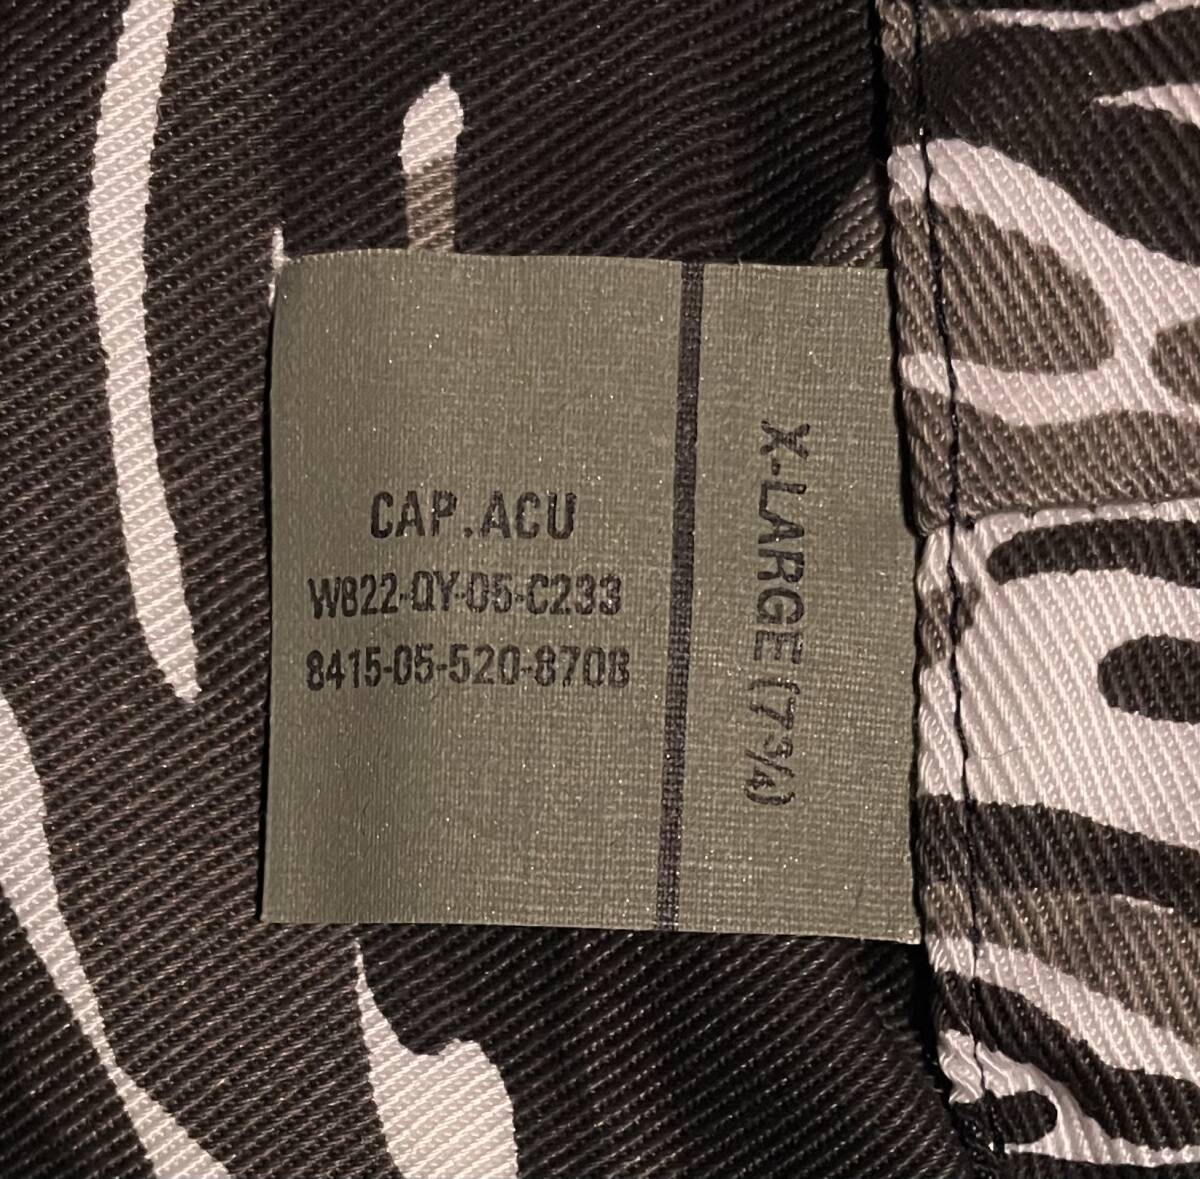 CAP.ACU
W822-QY-05-C233
8415-05-520-8708
X-LARGE (7¾)